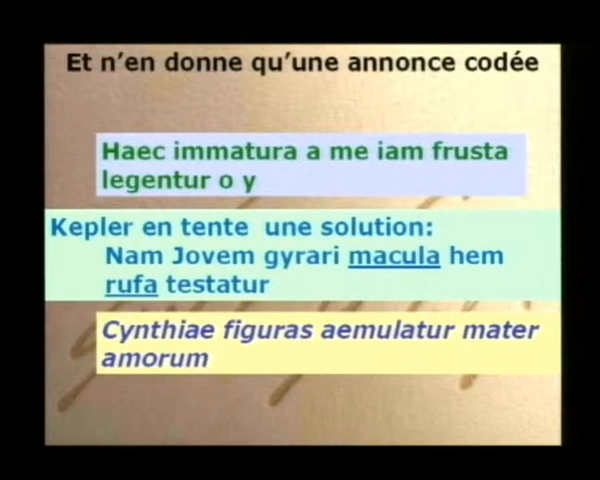 Et n'en donne qu'une annonce codée
Haec immatura a me iam frusta
legentur o y
Kepler en tente une solution:
Nam Jovem gyrari macula hem
rufa testatur
Cynthiae figuras aemulatur mater
amorum